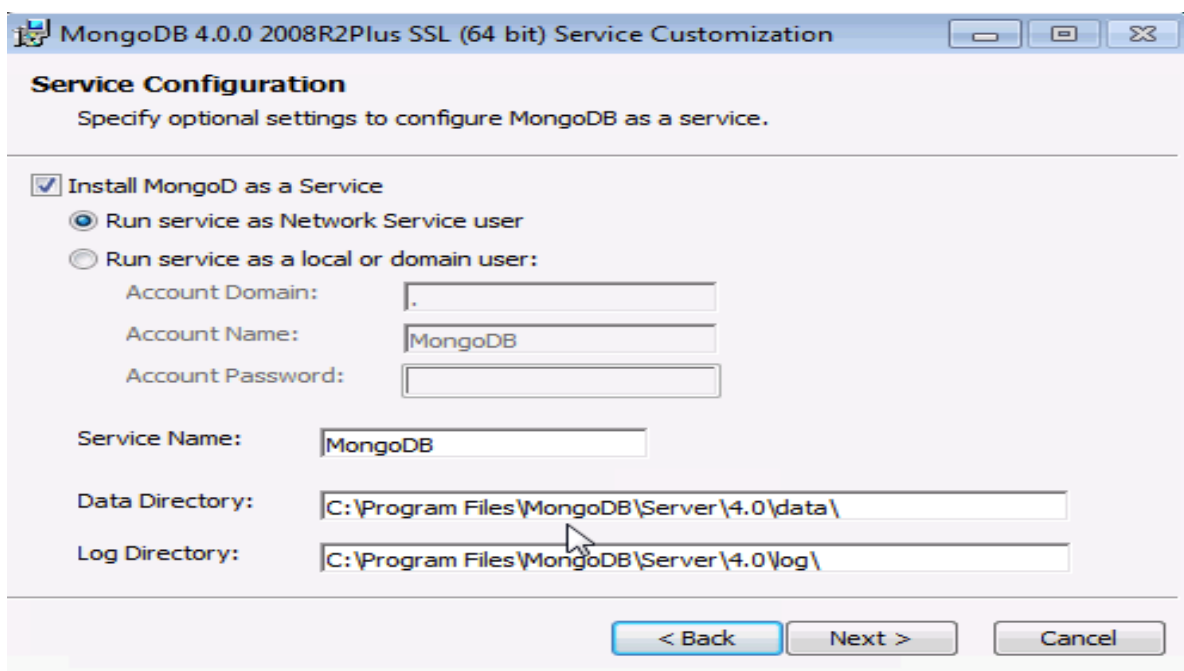 MongoDB 4.0.0 2008R2Plus SSL (64 bit) Service Customization
Service Configuration
Specify optional settings to configure MongoDB as a service.
Install MongoD as a Service
Run service as Network Service user
Run service as a local or domain user:
Account Domain: .
Account Name: MongoDB
Account Password:
Service Name: MongoDB
Data Directory: C:\Program Files\MongoDB\Server\4.0\data\
Log Directory: C:\Program Files\MongoDB\Server\4.0\log\
< Back Next > Cancel